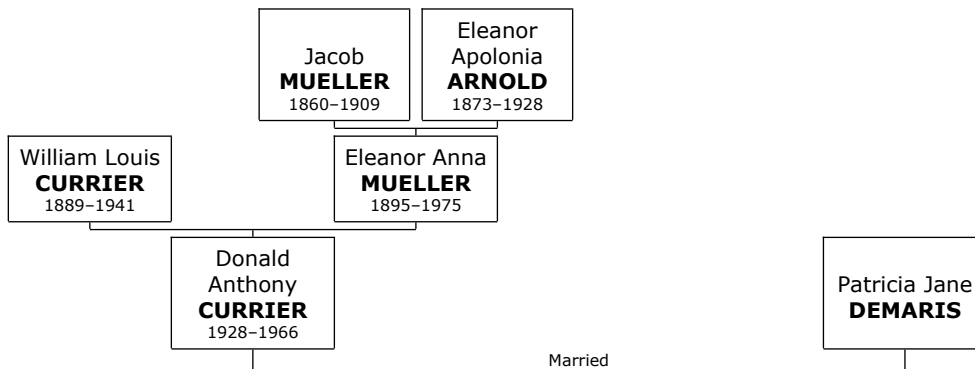 Jacob
MUELLER
1860–1909
Eleanor
Apolonia
ARNOLD
1873–1928
William Louis
CURRIER
1889–1941
Eleanor Anna
MUELLER
1895–1975
Donald
Anthony
CURRIER
1928–1966
Patricia Jane
DEMARIS
Married